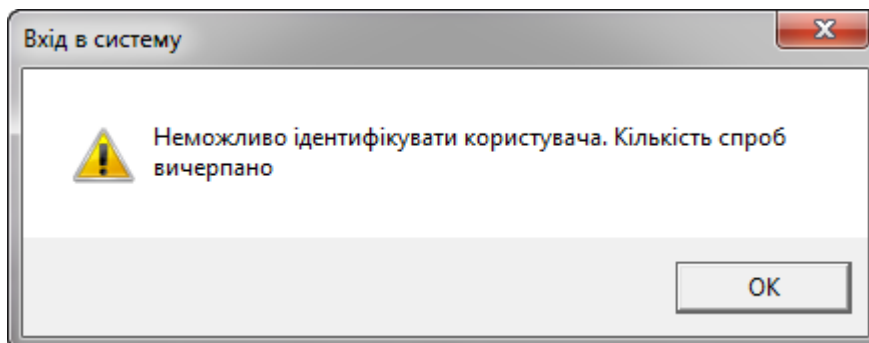 Вхід в систему
Неможливо ідентифікувати користувача. Кількість спроб
вичерпано
OK